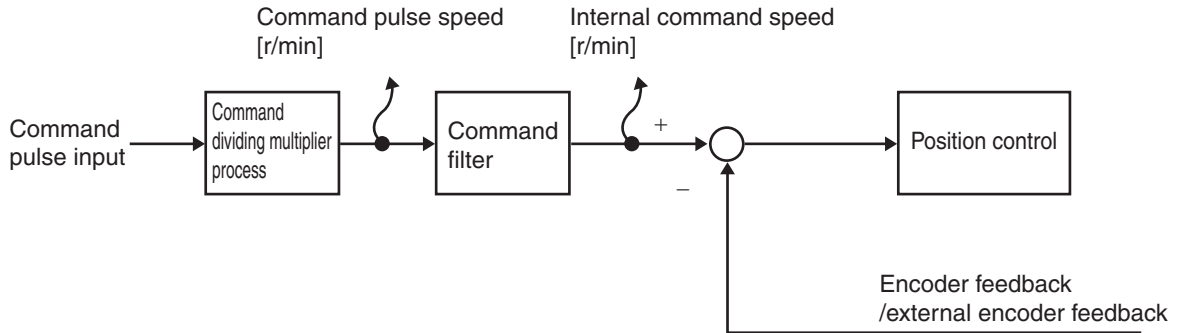 Command pulse speed
[r/min]
Internal command speed
[r/min]
Command
pulse input
Command
dividing multiplier
process
Command
filter
+
−
Position control
Encoder feedback
/external encoder feedback